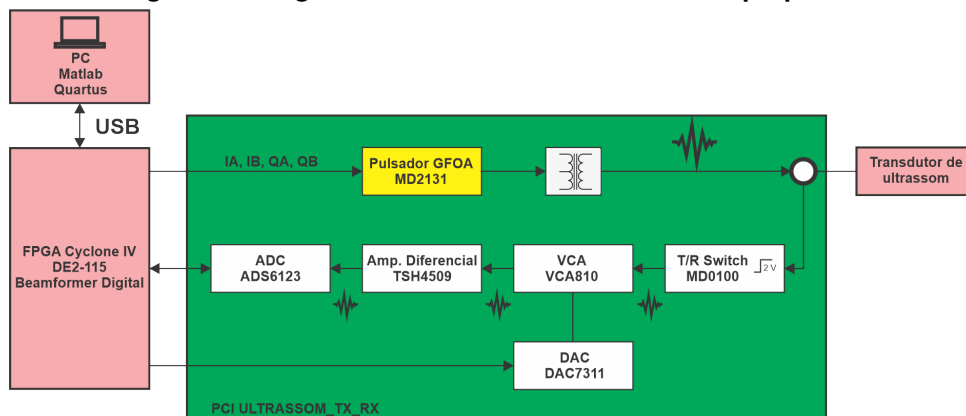 PC
Matlab
Quartus
USB
IA, IB, QA, QB
Pulsador GFOA
MD2131
Transdutor de
ultrassom
FPGA Cyclone IV
DE2-115
Beamformer Digital
ADC
ADS6123
Amp. Diferencial
TSH4509
VCA
VCA810
T/R Switch
MD0100
2 V
DAC
DAC7311
PCI ULTRASSOM_TX_RX